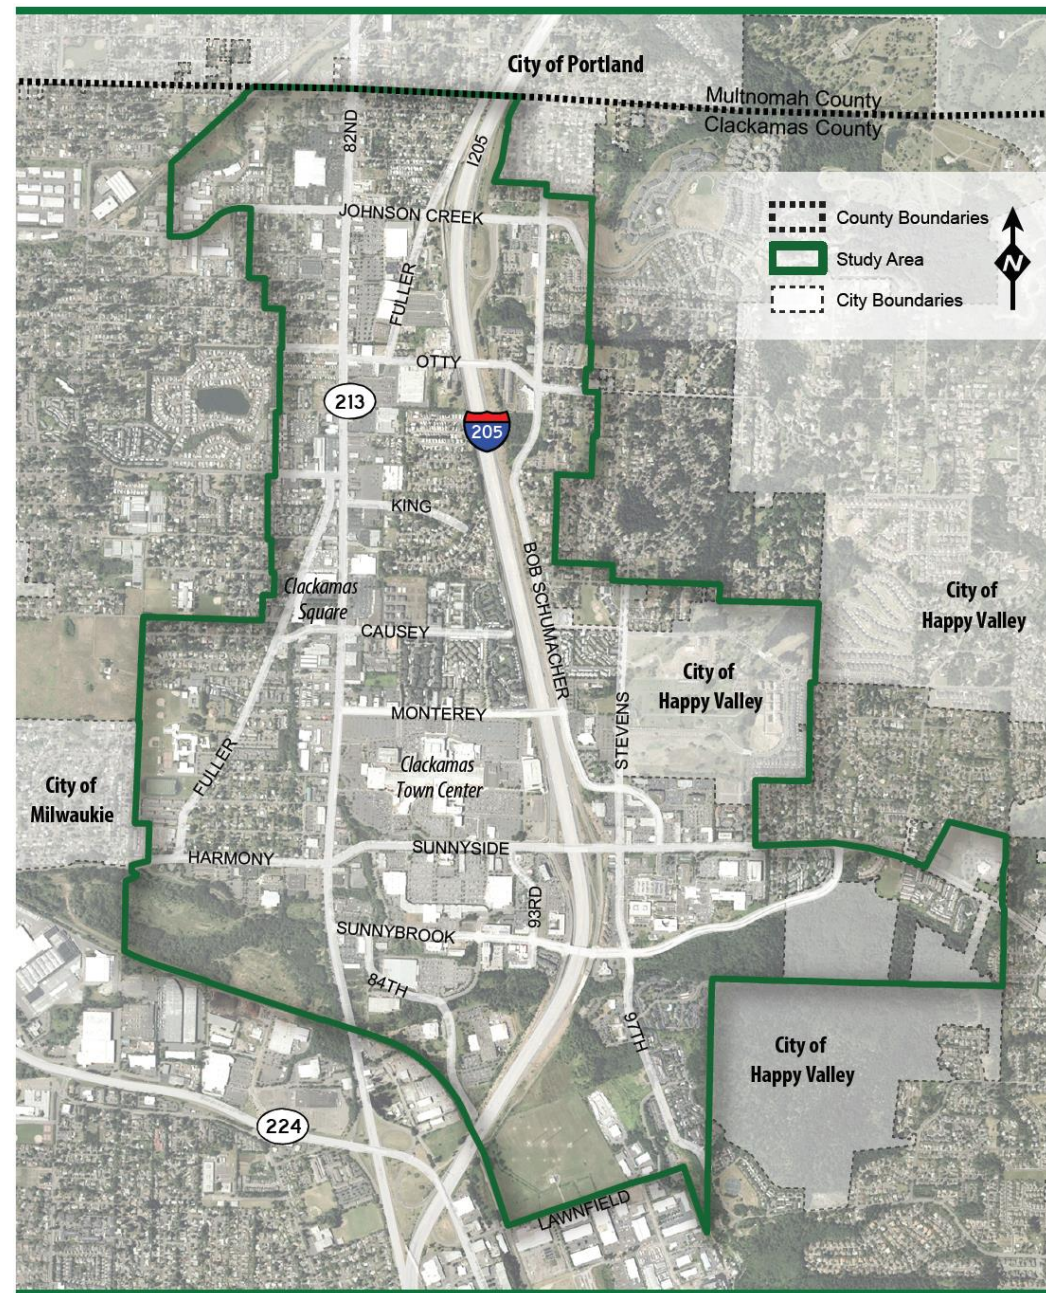 City of Portland
Multnomah County
Clackamas County
82ND
I205
JOHNSON CREEK
County Boundaries
Study Area
City Boundaries
N
FULLER
OTTY
213
205
KING
BOB SCHUMACHER
Clackamas
Square
City of
Happy Valley
CAUSEY
City of
Happy Valley
MONTEREY
STEVENS
FULLER
Clackamas
Town Center
City of
Milwaukie
SUNNYSIDE
HARMONY
93RD
SUNNYBROOK
84TH
97TH
City of
Happy Valley
224
LAWNFIELD